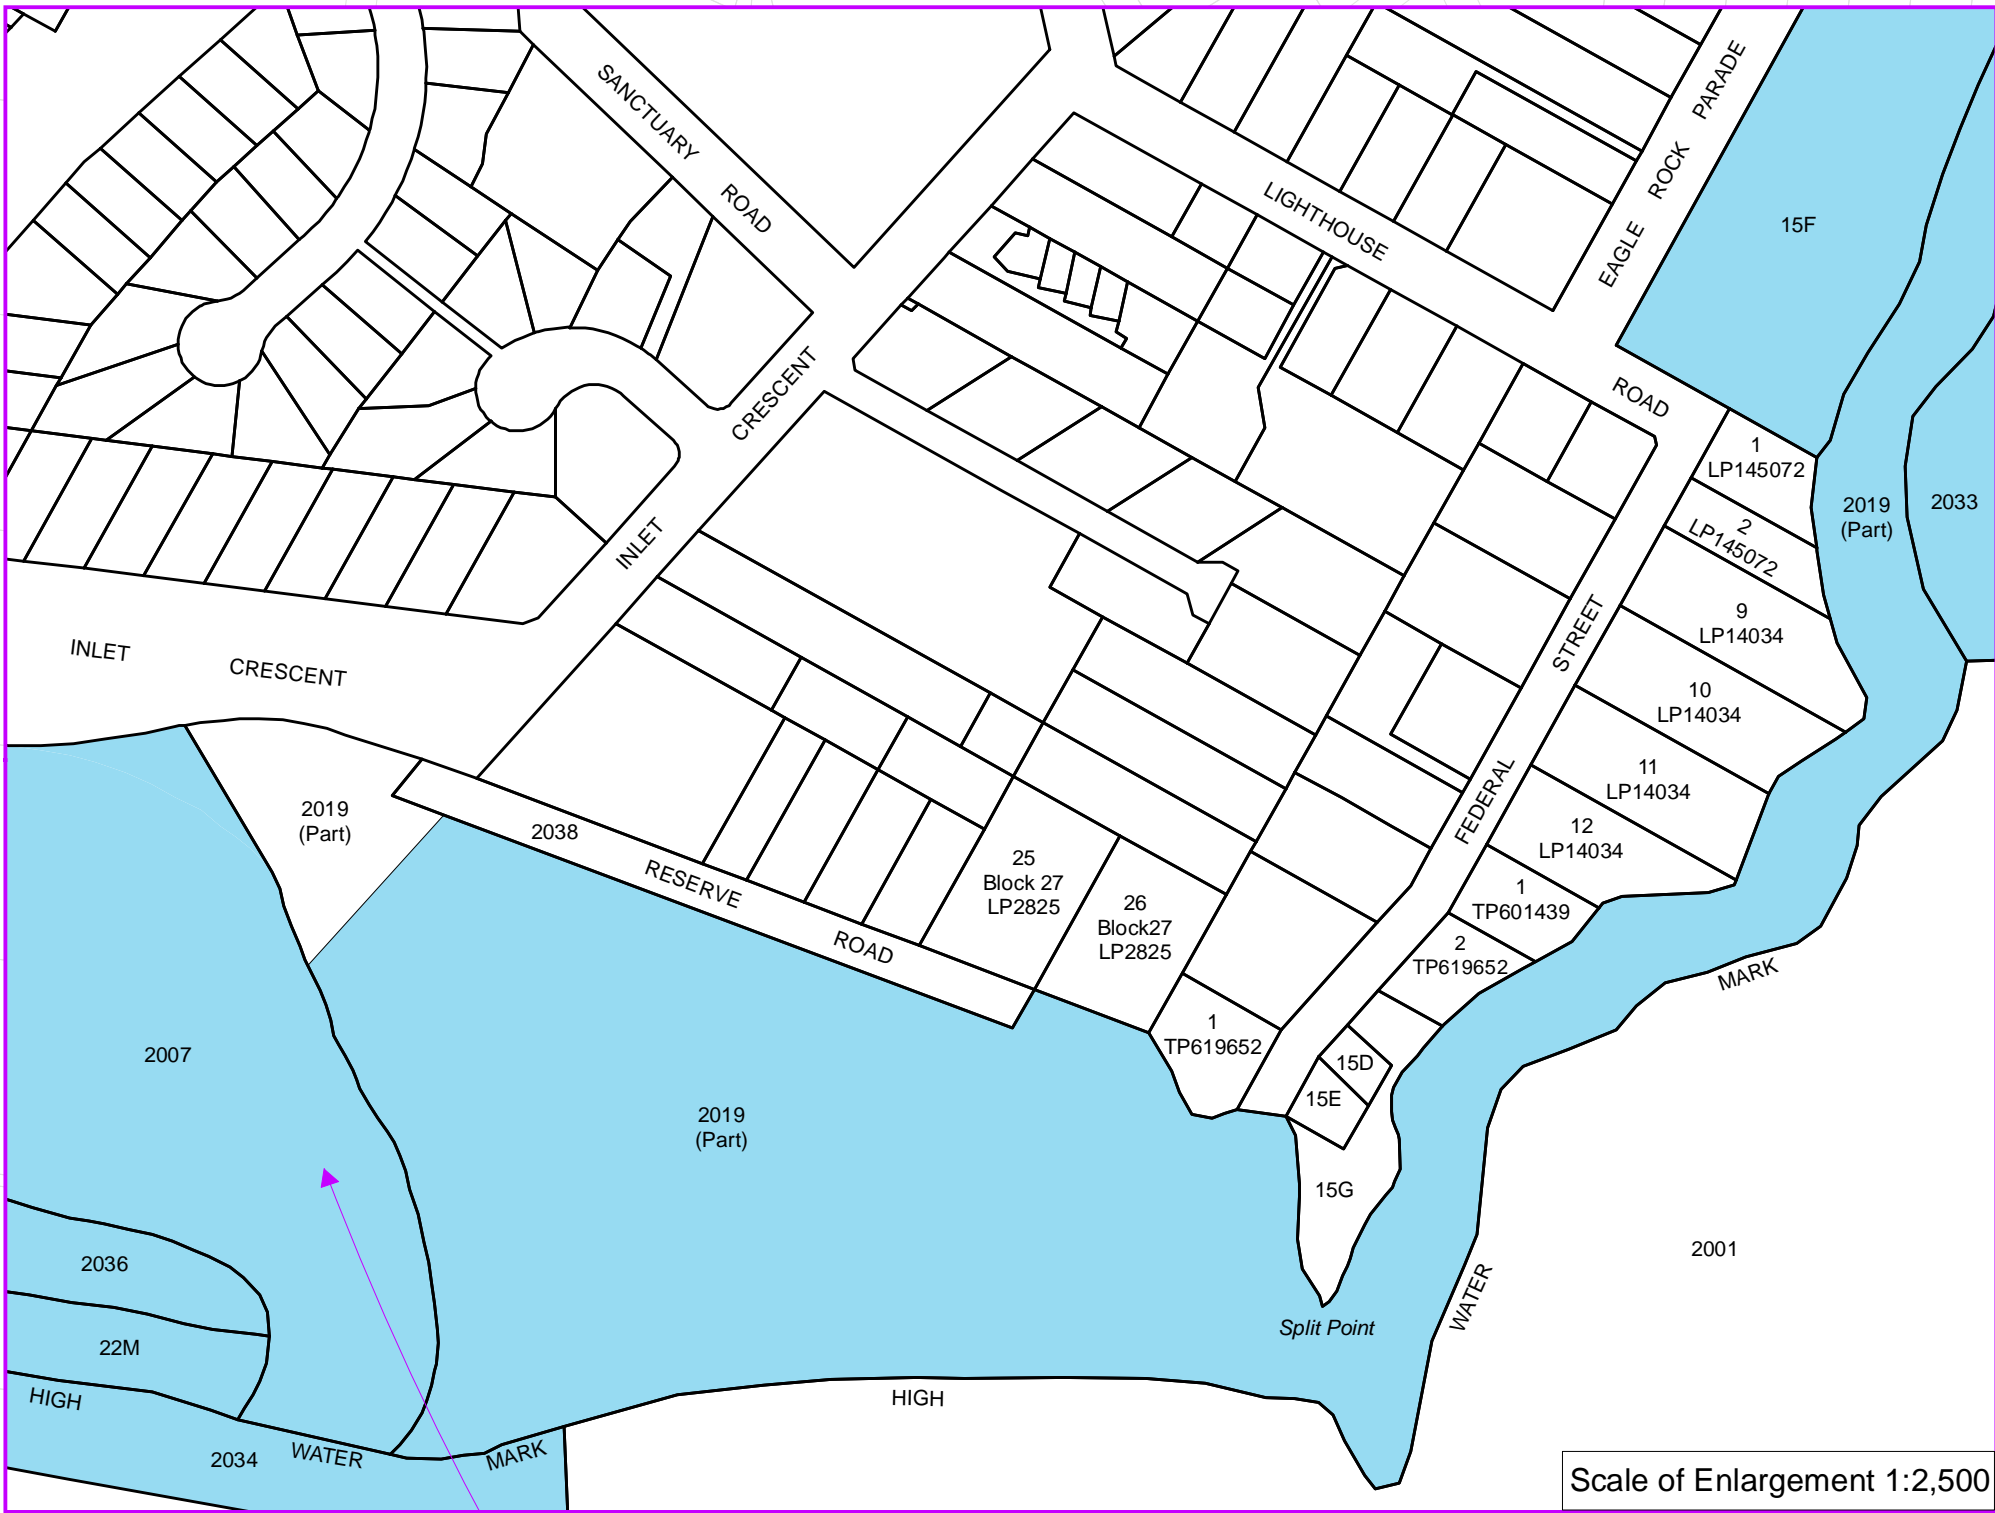 SANCTUARY
ROAD
EAGLE ROCK PARADE
LIGHTHOUSE
ROAD
15F
1
LP145072
2
LP145072
2019
(Part)
2033
CRESCENT
INLET
INLET CRESCENT
STREET
FEDERAL
9
LP14034
10
LP14034
11
LP14034
12
LP14034
1
TP601439
2
TP619652
2019
(Part)
2038
RESERVE
ROAD
25
Block 27
LP2825
26
Block27
LP2825
1
TP619652
15D
15E
15G
MARK
2007
2019
(Part)
2001
2036
22M
Split Point
WATER
HIGH
WATER
MARK
HIGH
2034
Scale of Enlargement 1:2,500